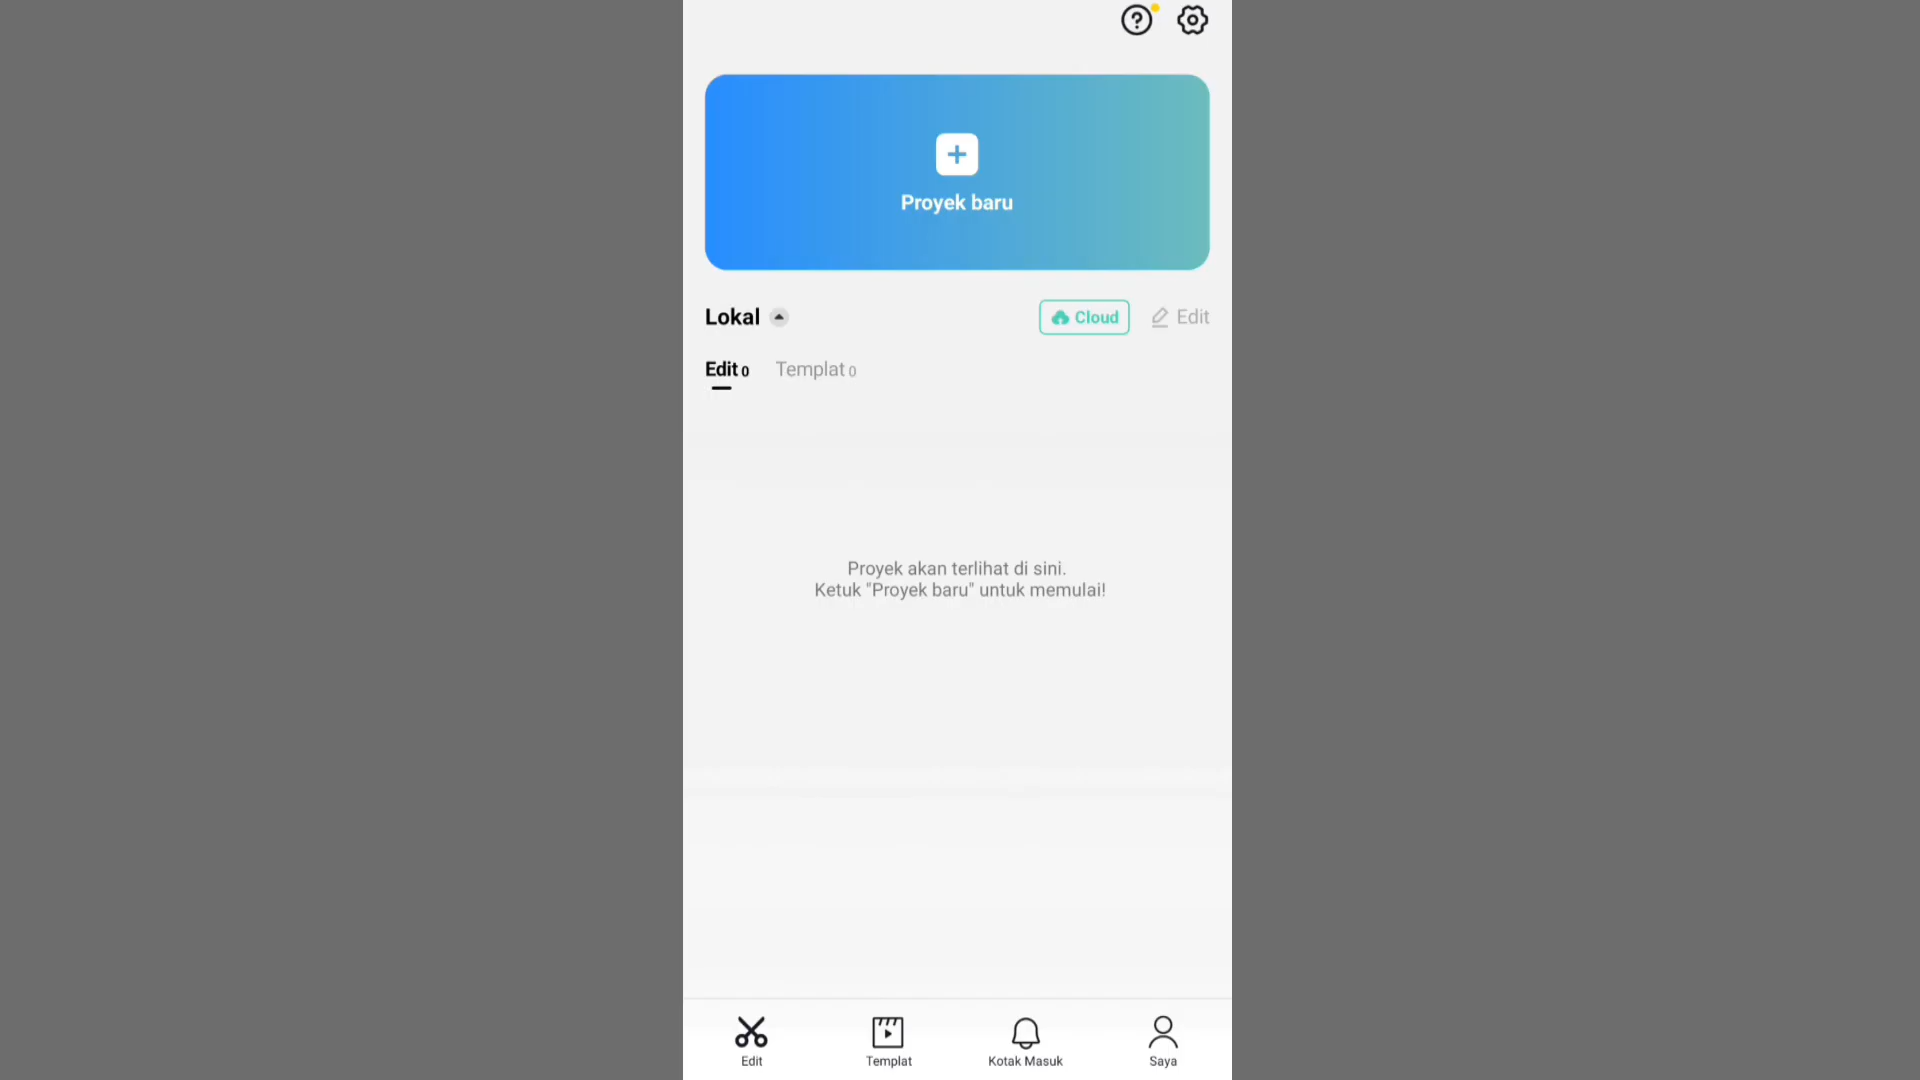 Proyek baru
Lokal
Cloud
Edit
Edit 0
Templat 0
Proyek akan terlihat di sini.
Ketuk "Proyek baru" untuk memulai!
Edit
Templat
Kotak Masuk
Saya